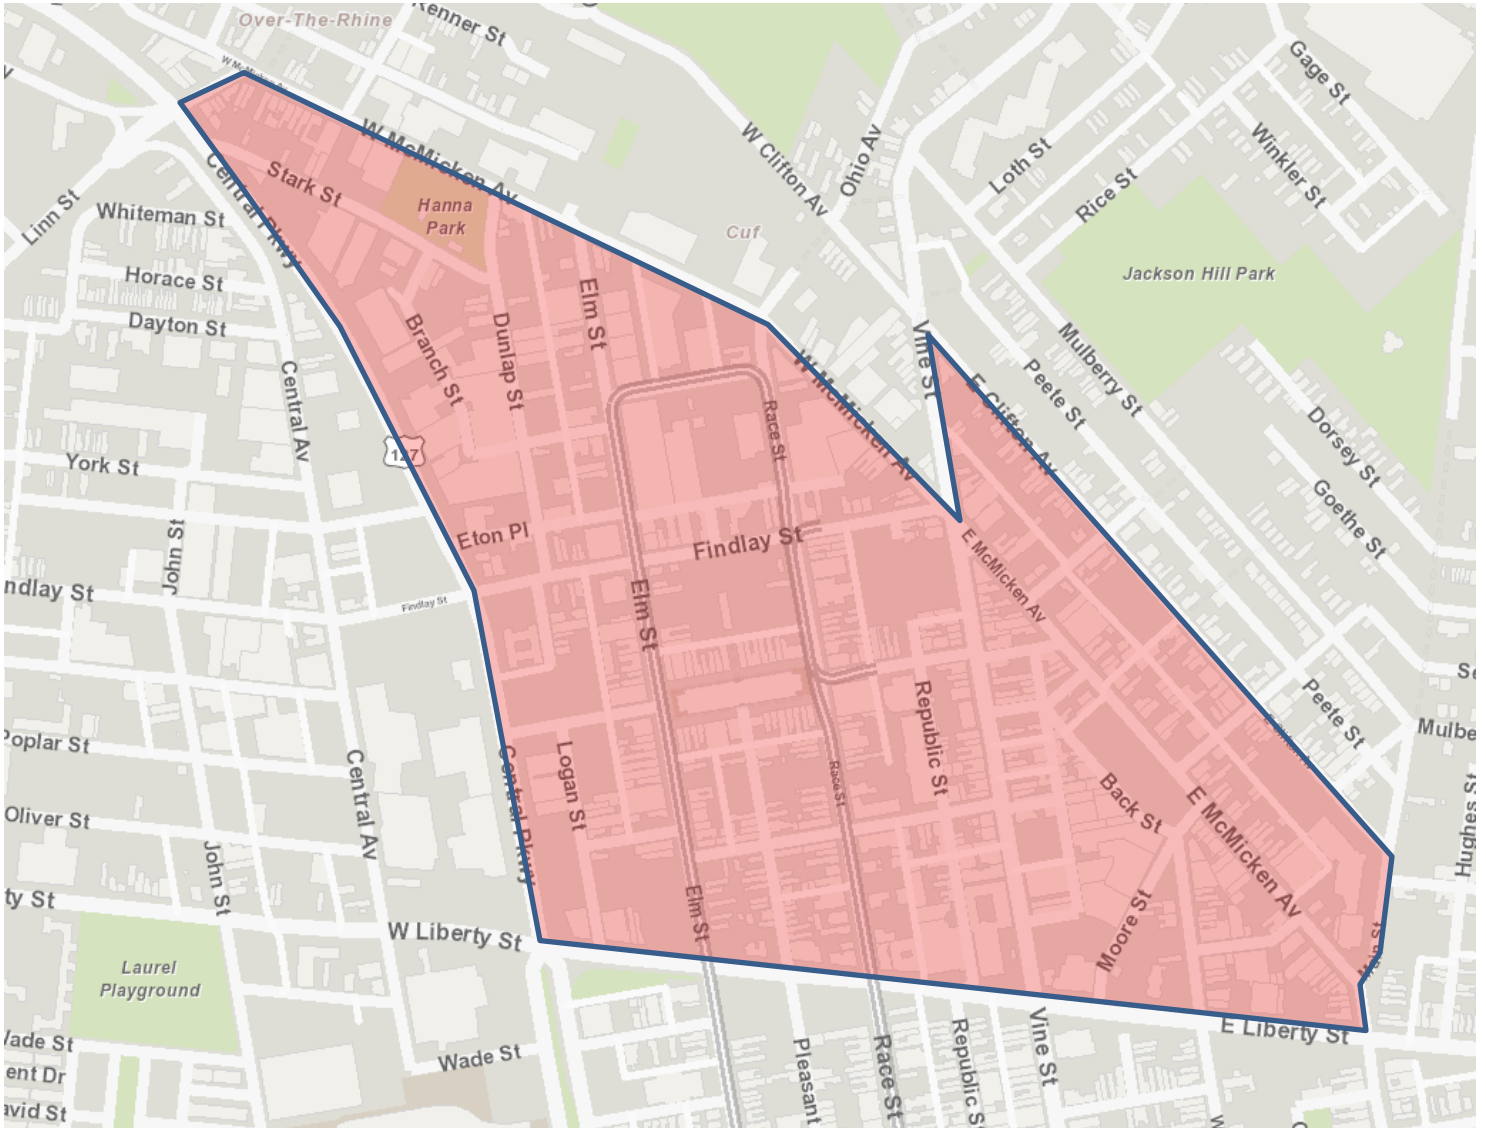 Over-The-Rhine
Renner St
W McMicken Av
W McMicken Av
Gage St
Stark St
Hanna
Park
W Clifton Av
Ohio Av
Loth St
Winkler St
Rice St
Linn St
Whiteman St
Central Pkwy
Cuf
Jackson Hill Park
Horace St
Dayton St
Branch St
Dunlap St
Elm St
Vine St
Mulberry St
Peete St
E Clifton Av
W McMicken Av
Race St
Central Av
Dorsey St
127
York St
Goethe St
Eton Pl
Findlay St
John St
ndlay St
Findlay St
E McMicken Av
Elm St
Republic St
Peete St
Mulbe
Poplar St
Logan St
Central Pkwy
Central Av
Race St
Back St
E McMicken Av
Hughes St
Oliver St
John St
Elm St
ty St
W Liberty St
Moore St
Main St
Laurel
Playground
E Liberty St
Wade St
Wade St
ent Dr
avid St
Pleasant
Race St
Republic S
Vine St